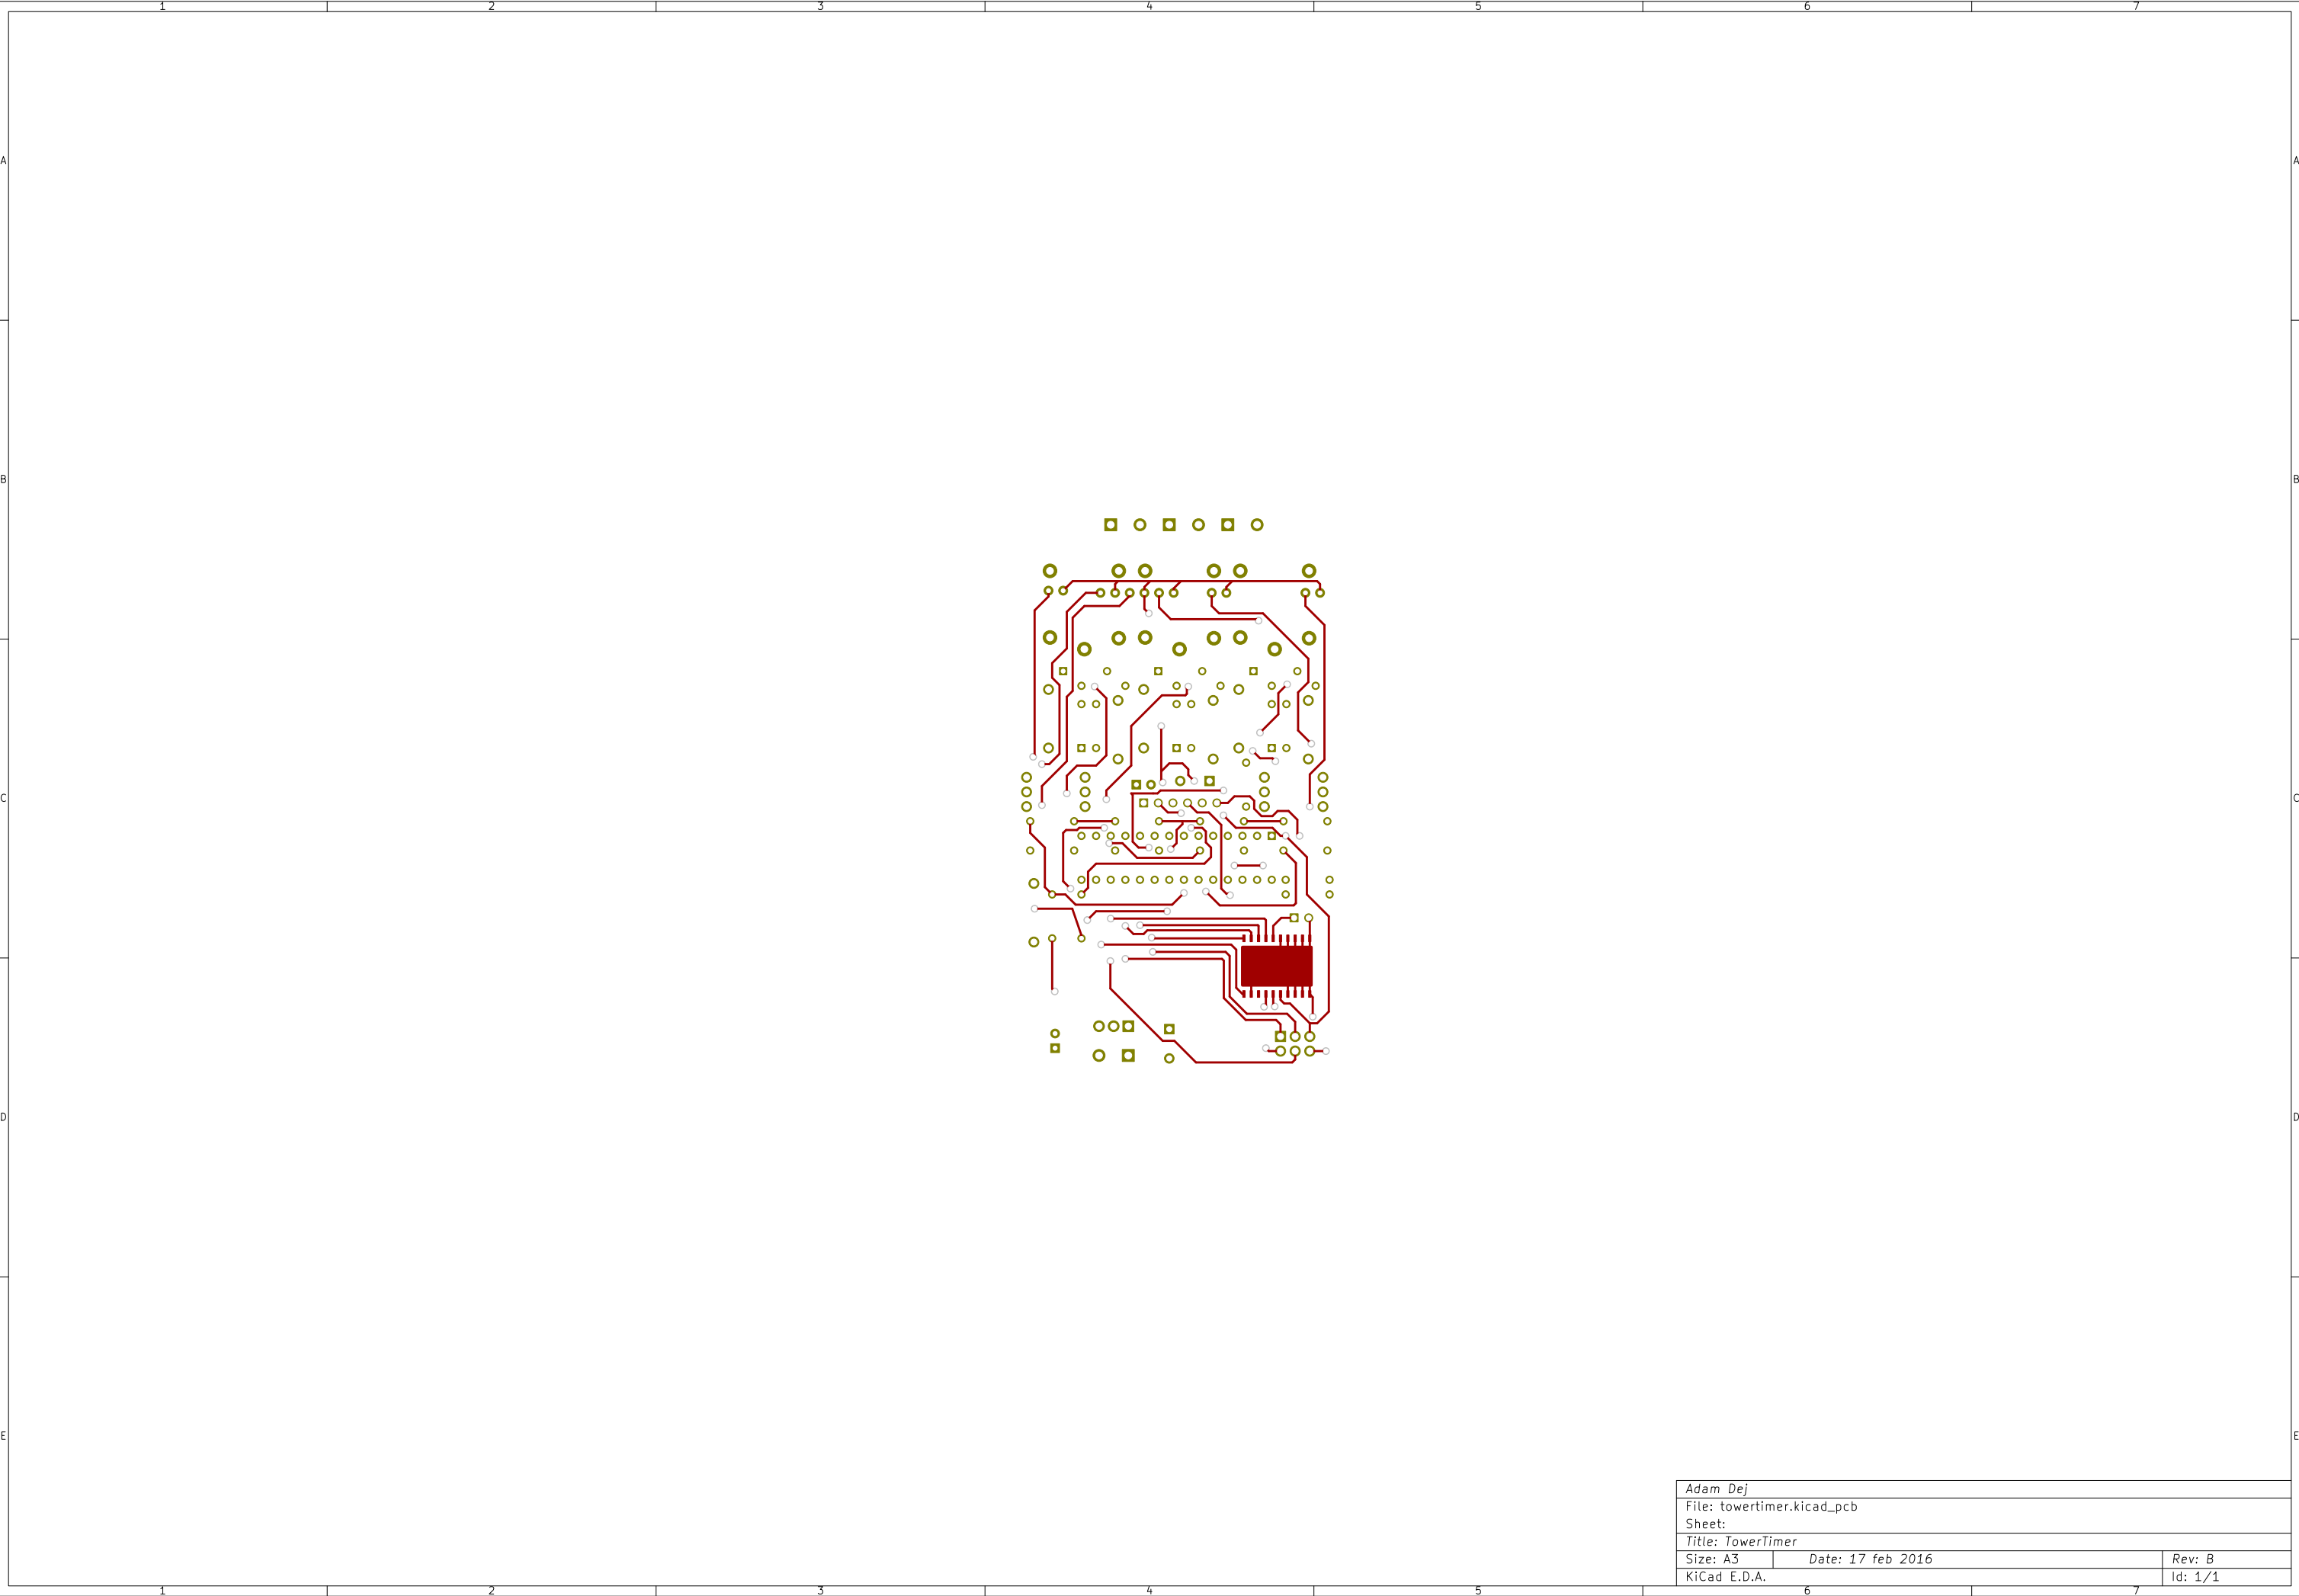 1 2 3 4 5 6 7
A A
B B
C C
D D
E E
Adam Dej
File: towertimer.kicad_pcb
Sheet:
Title: TowerTimer
Size: A3 Date: 17 feb 2016 Rev: B
KiCad E.D.A. Id: 1/1
1 2 3 4 5 6 7